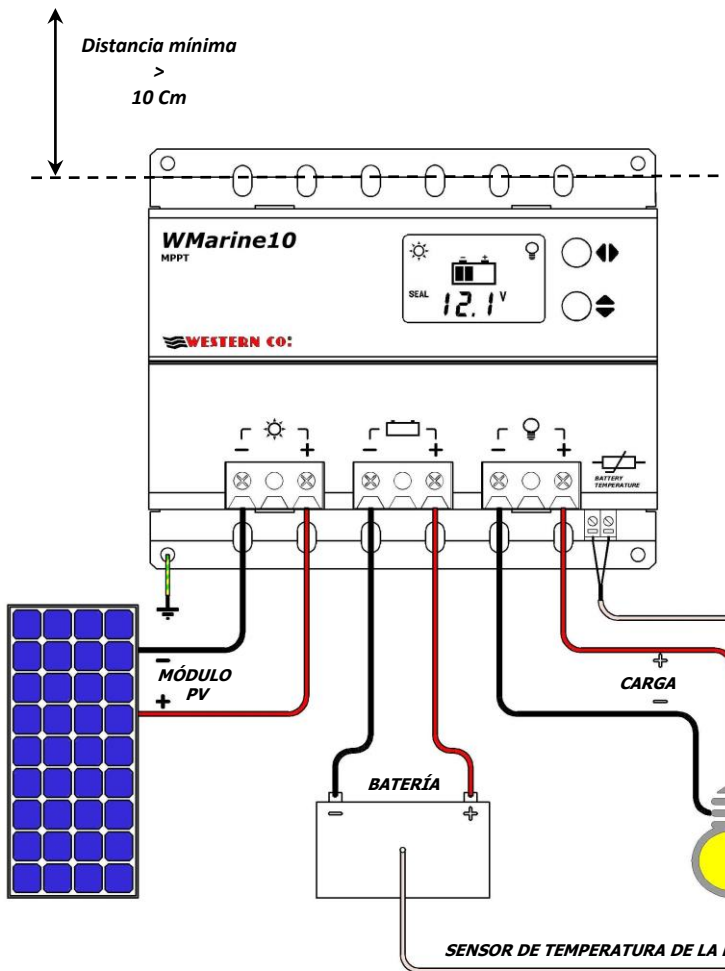 Distancia mínima
>
10 Cm
WMarine10
MPPT
SEAL
12.1 V
WESTERN CO:
− +
− +
− +
BATTERY
TEMPERATURE
−
MÓDULO
PV
+
+
CARGA
−
BATERÍA
− +
SENSOR DE TEMPERATURA DE LA